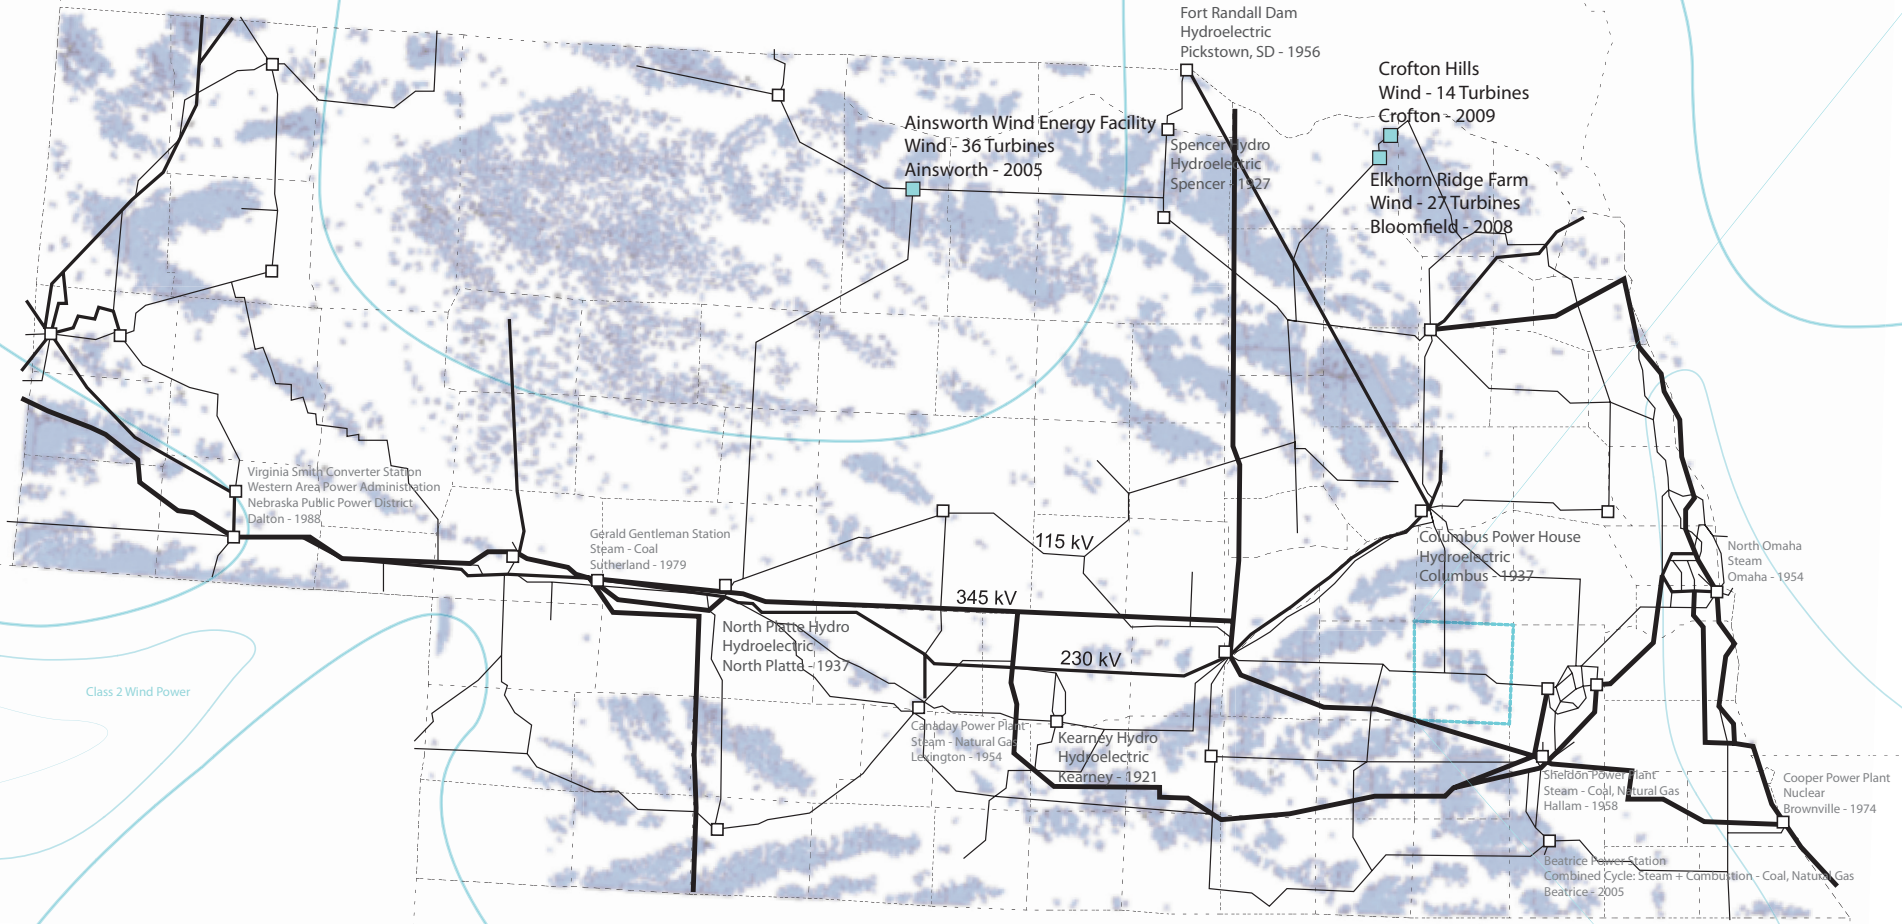 Fort Randall Dam
Hydroelectric
Pickstown, SD - 1956
Crofton Hills
Wind - 14 Turbines
Crofton - 2009
Ainsworth Wind Energy Facility
Wind - 36 Turbines
Ainsworth - 2005
Spencer Hydro
Hydroelectric
Spencer - 1927
Elkhorn Ridge Farm
Wind - 27 Turbines
Bloomfield - 2008
Virginia Smith Converter Station
Western Area Power Administration
Nebraska Public Power District
Dalton - 1988
Gerald Gentleman Station
Steam - Coal
Sutherland - 1979
115 kV
Columbus Power House
Hydroelectric
Columbus - 1937
North Omaha
Steam
Omaha - 1954
345 kV
North Platte Hydro
Hydroelectric
North Platte - 1937
230 kV
Class 2 Wind Power
Canaday Power Plant
Steam - Natural Gas
Lexington - 1954
Kearney Hydro
Hydroelectric
Kearney - 1921
Sheldon Power Plant
Steam - Coal, Natural Gas
Hallam - 1958
Cooper Power Plant
Nuclear
Brownville - 1974
Beatrice Power Station
Combined Cycle: Steam + Combustion - Coal, Natural Gas
Beatrice - 2005